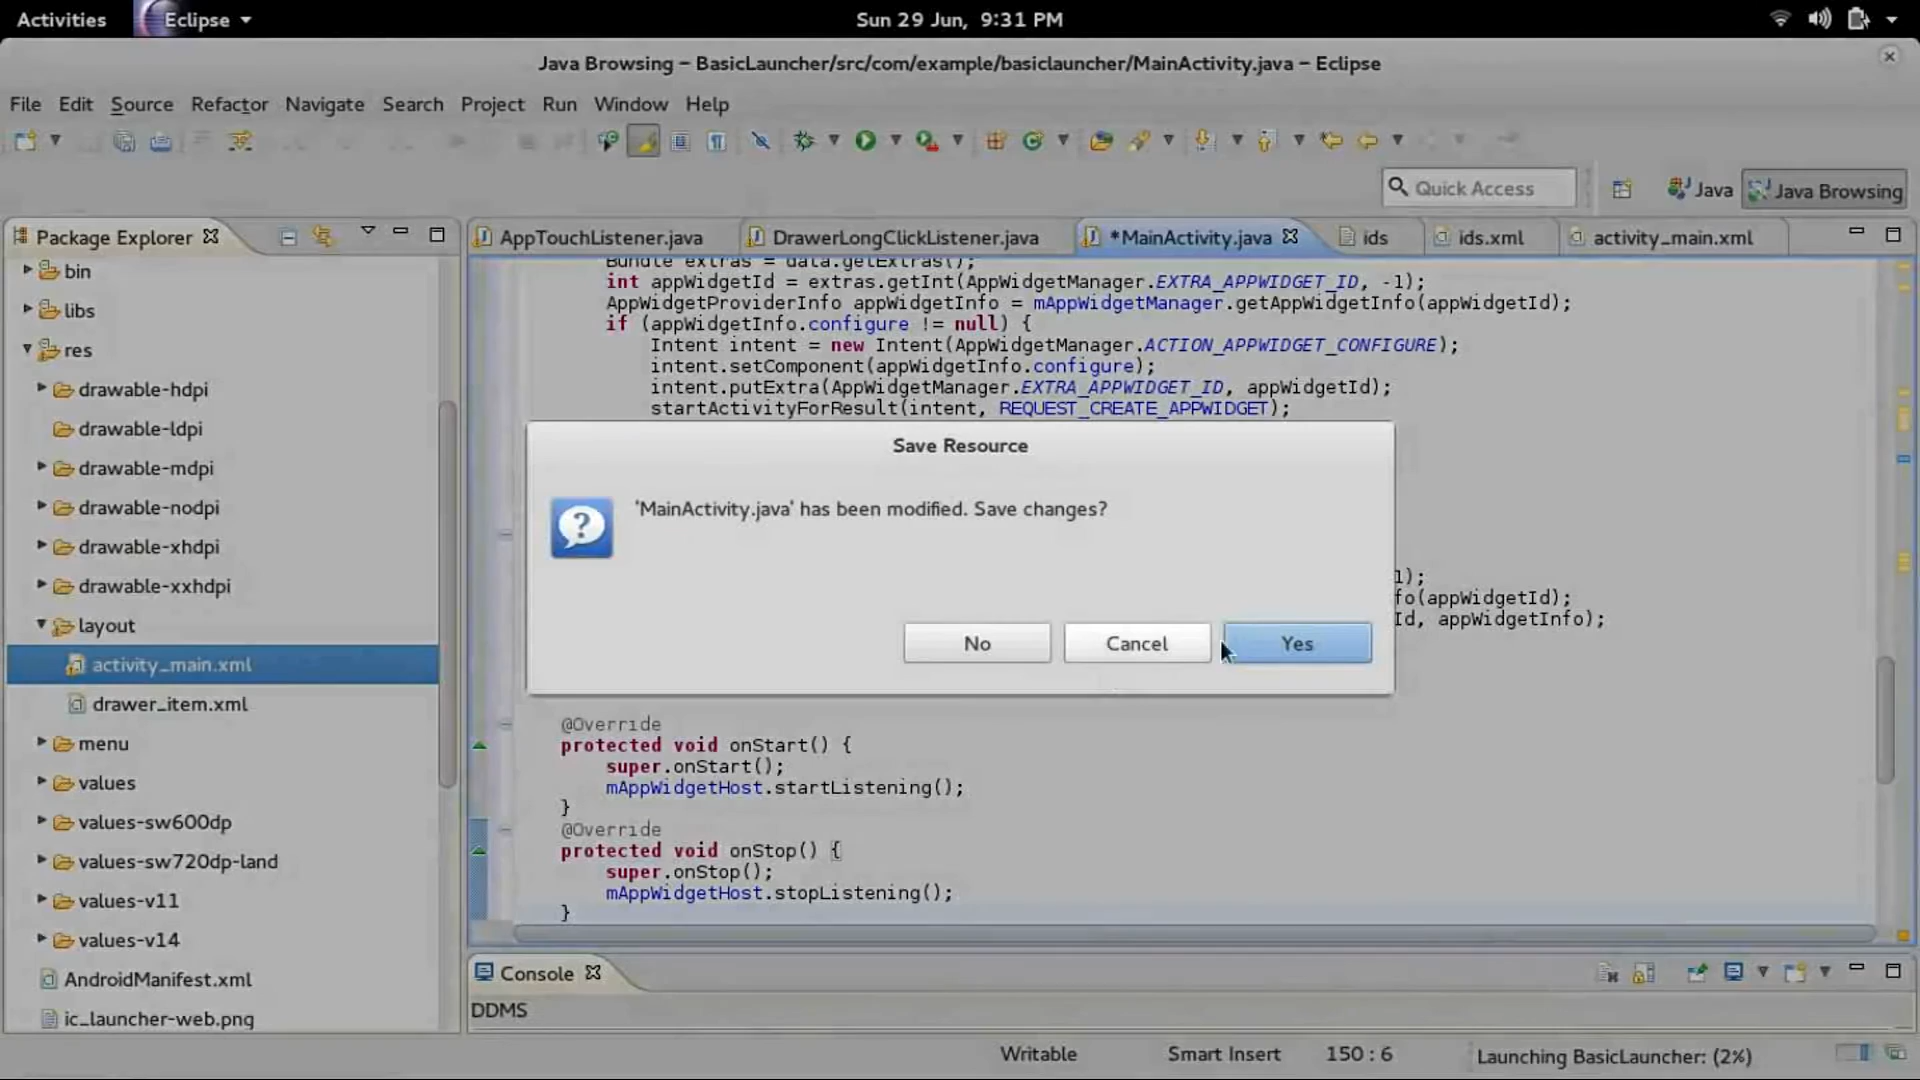 Activities Eclipse Sun 29 Jun, 9:31 PM
Java Browsing – BasicLauncher/src/com/example/basiclauncher/MainActivity.java – Eclipse
File Edit Source Refactor Navigate Search Project Run Window Help
Quick Access Java Java Browsing
Package Explorer
bin
libs
res
drawable-hdpi
drawable-ldpi
drawable-mdpi
drawable-nodpi
drawable-xhdpi
drawable-xxhdpi
layout
activity_main.xml
drawer_item.xml
menu
values
values-sw600dp
values-sw720dp-land
values-v11
values-v14
AndroidManifest.xml
ic_launcher-web.png
AppTouchListener.java DrawerLongClickListener.java *MainActivity.java ids ids.xml activity_main.xml
Bundle extras = data.getExtras();
int appWidgetId = extras.getInt(AppWidgetManager.EXTRA_APPWIDGET_ID, -1);
AppWidgetProviderInfo appWidgetInfo = mAppWidgetManager.getAppWidgetInfo(appWidgetId);
if (appWidgetInfo.configure != null) {
Intent intent = new Intent(AppWidgetManager.ACTION_APPWIDGET_CONFIGURE);
intent.setComponent(appWidgetInfo.configure);
intent.putExtra(AppWidgetManager.EXTRA_APPWIDGET_ID, appWidgetId);
startActivityForResult(intent, REQUEST_CREATE_APPWIDGET);
Save Resource
'MainActivity.java' has been modified. Save changes?
No Cancel Yes
1);
fo(appWidgetId);
Id, appWidgetInfo);
@Override
protected void onStart() {
super.onStart();
mAppWidgetHost.startListening();
}
@Override
protected void onStop() {
super.onStop();
mAppWidgetHost.stopListening();
}
Console
DDMS
Writable Smart Insert 150 : 6 Launching BasicLauncher: (2%)